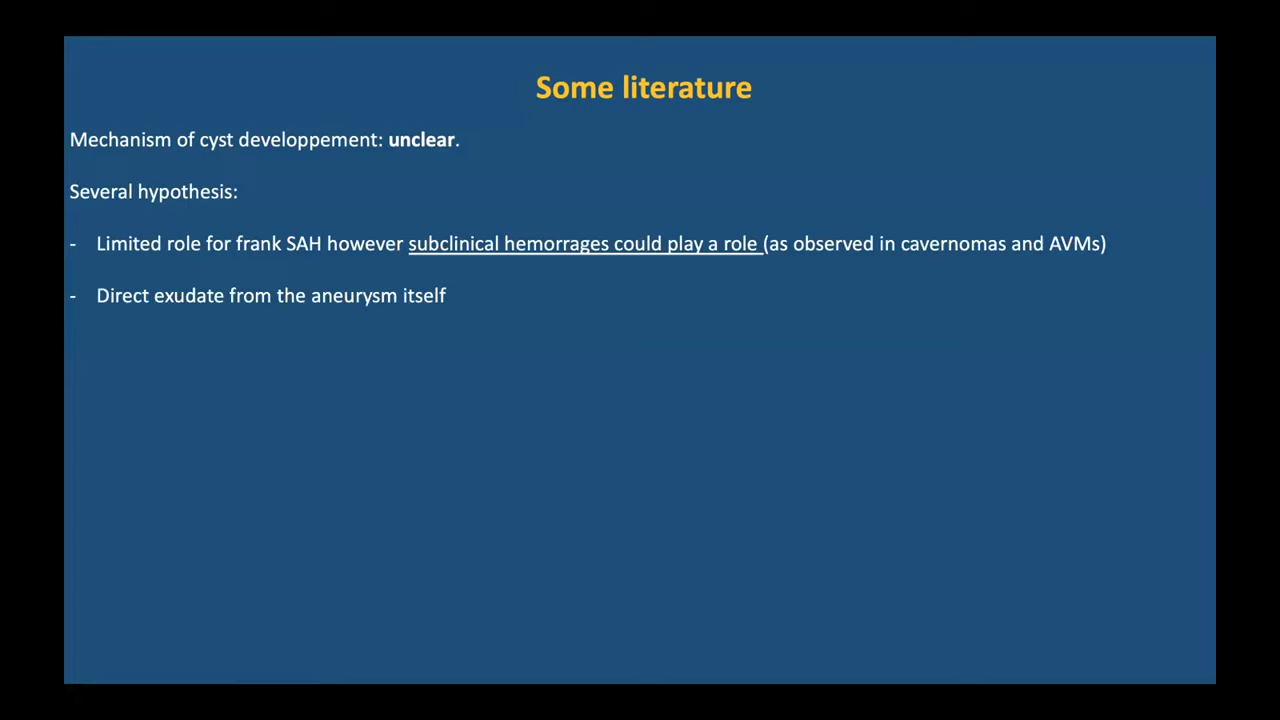 Some literature
Mechanism of cyst developpement: unclear.
Several hypothesis:
- Limited role for frank SAH however subclinical hemorrages could play a role (as observed in cavernomas and AVMs)
- Direct exudate from the aneurysm itself